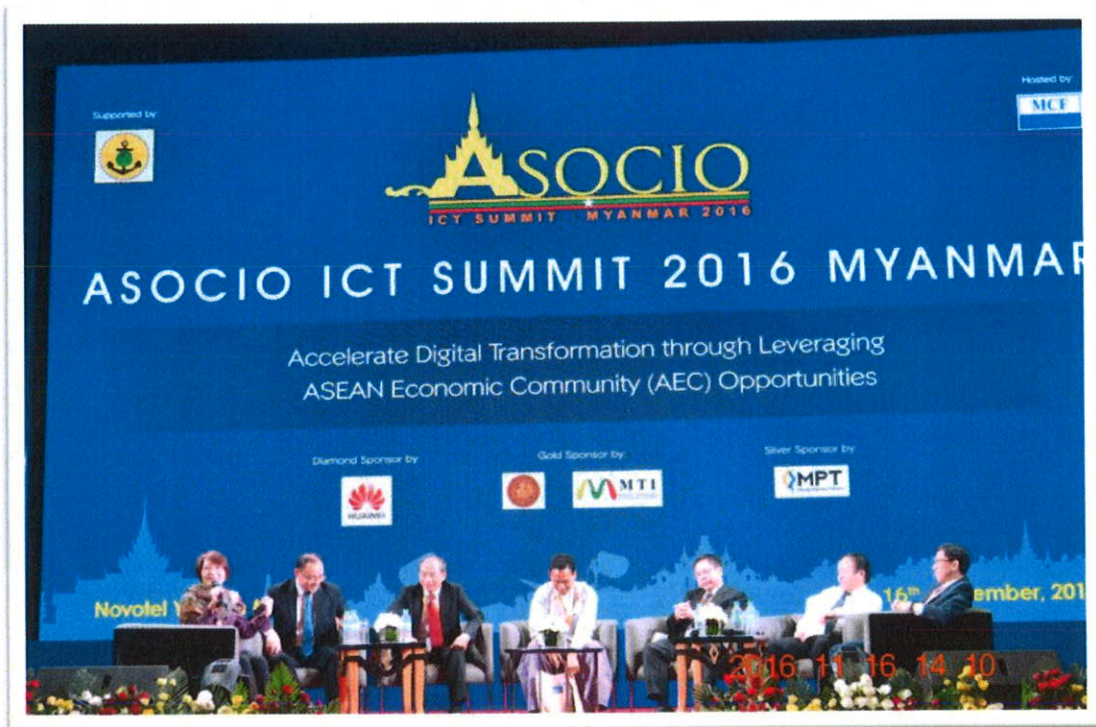 Supported by:
Hosted by:
MCF
ASOCIO
ICT SUMMIT MYANMAR 2016
ASOCIO ICT SUMMIT 2016 MYANMAR
Accelerate Digital Transformation through Leveraging
ASEAN Economic Community (AEC) Opportunities
Diamond Sponsor by:
Gold Sponsor by:
Silver Sponsor by:
HUAWEI
MTI
MPT
Novotel Y
16th ember, 201
2016 11 16 14 10